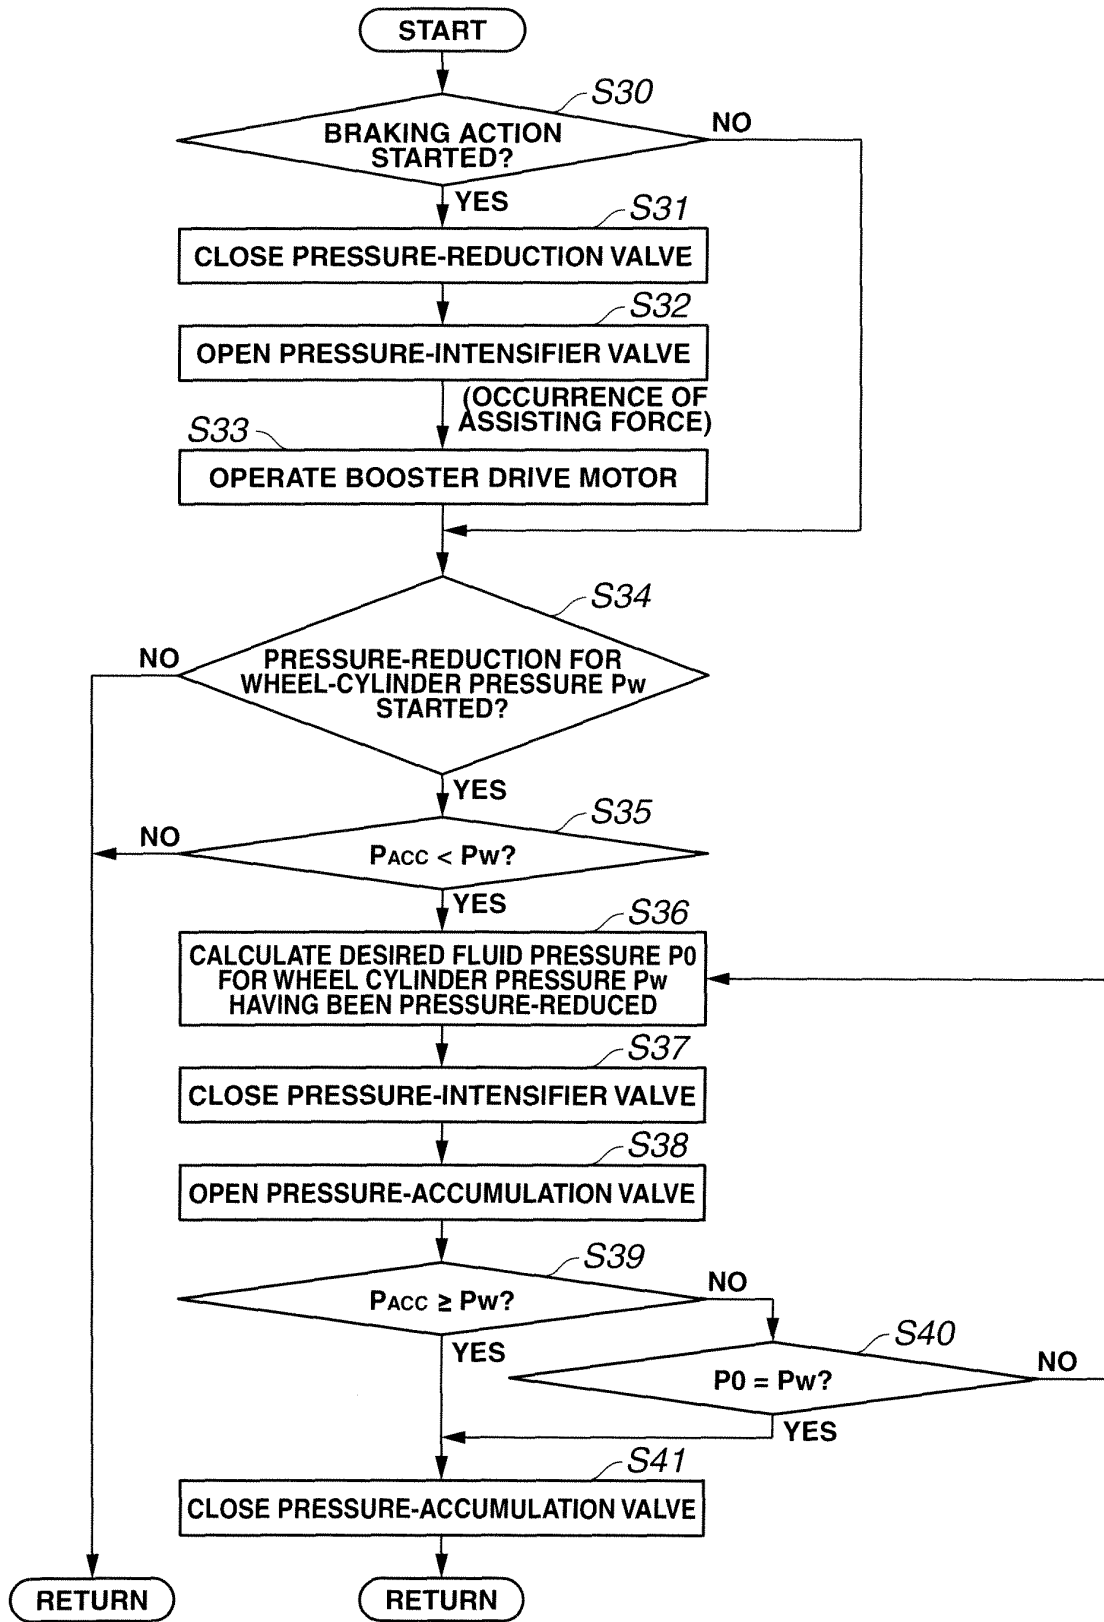 START
S30
BRAKING ACTION
STARTED?
NO
YES
S31
CLOSE PRESSURE-REDUCTION VALVE
S32
OPEN PRESSURE-INTENSIFIER VALVE
(OCCURRENCE OF
ASSISTING FORCE)
S33
OPERATE BOOSTER DRIVE MOTOR
S34
NO
PRESSURE-REDUCTION FOR
WHEEL-CYLINDER PRESSURE Pw
STARTED?
YES
S35
NO
PACC < Pw?
YES
S36
CALCULATE DESIRED FLUID PRESSURE P0
FOR WHEEL CYLINDER PRESSURE Pw
HAVING BEEN PRESSURE-REDUCED
S37
CLOSE PRESSURE-INTENSIFIER VALVE
S38
OPEN PRESSURE-ACCUMULATION VALVE
S39
PACC ≥ Pw?
NO
YES
S40
P0 = Pw?
NO
YES
S41
CLOSE PRESSURE-ACCUMULATION VALVE
RETURN
RETURN